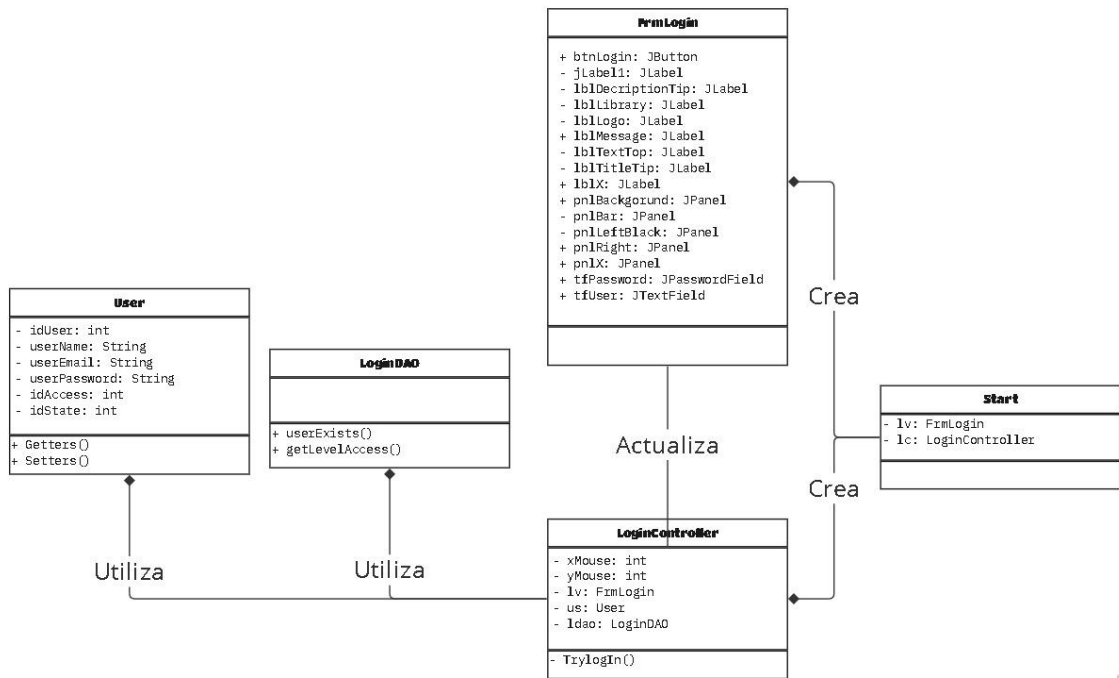 FrmLogin
+ btnLogin: JButton
- jLabel1: JLabel
- lblDecriptionTip: JLabel
- lblLibrary: JLabel
- lblLogo: JLabel
+ lblMessage: JLabel
- lblTextTop: JLabel
- lblTitleTip: JLabel
+ lblX: JLabel
+ pnlBackgorund: JPanel
- pnlBar: JPanel
- pnlLeftBlack: JPanel
+ pnlRight: JPanel
+ pnlX: JPanel
+ tfPassword: JPasswordField
+ tfUser: JTextField
Crea
User
- idUser: int
- userName: String
- userEmail: String
- userPassword: String
- idAccess: int
- idState: int
+ Getters()
+ Setters()
LoginDAO
+ userExists()
+ getLevelAccess()
Actualiza
Start
- lv: FrmLogin
- lc: LoginController
Crea
Utiliza
Utiliza
LoginController
- xMouse: int
- yMouse: int
- lv: FrmLogin
- us: User
- ldao: LoginDAO
- TrylogIn()